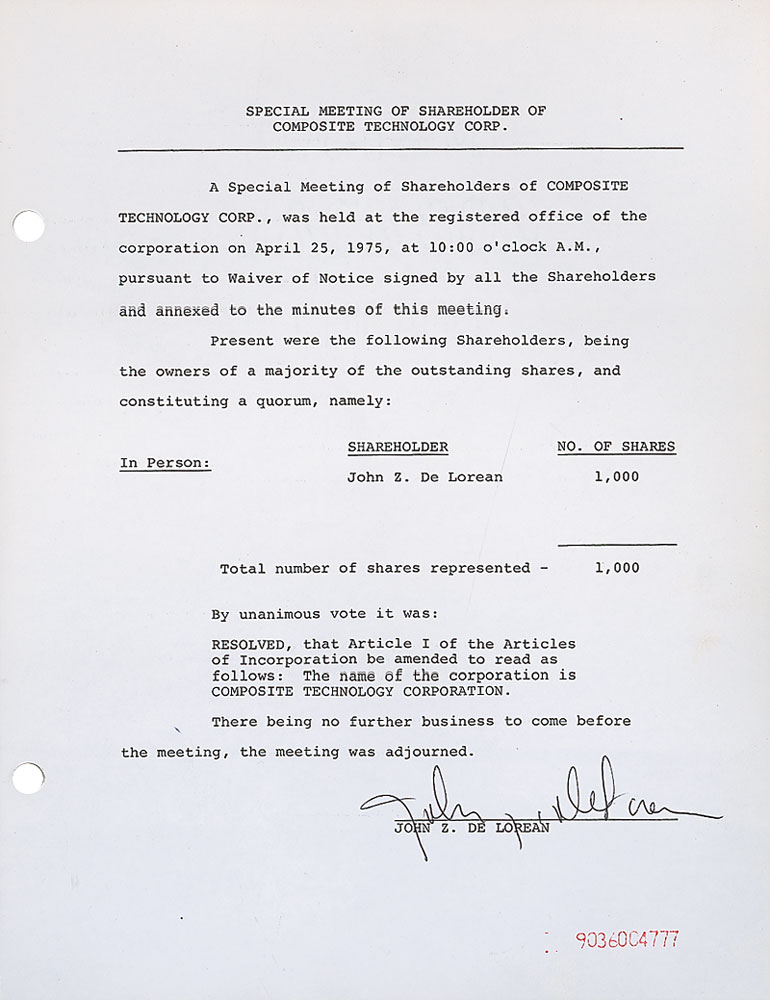 SPECIAL MEETING OF SHAREHOLDER OF
COMPOSITE TECHNOLOGY CORP.
A Special Meeting of Shareholders of COMPOSITE
TECHNOLOGY CORP., was held at the registered office of the
corporation on April 25, 1975, at 10:00 o'clock A.M.,
pursuant to Waiver of Notice signed by all the Shareholders
and annexed to the minutes of this meeting.
Present were the following Shareholders, being
the owners of a majority of the outstanding shares, and
constituting a quorum, namely:
SHAREHOLDER NO. OF SHARES
In Person:
John Z. De Lorean 1,000
Total number of shares represented - 1,000
By unanimous vote it was:
RESOLVED, that Article I of the Articles
of Incorporation be amended to read as
follows: The name of the corporation is
COMPOSITE TECHNOLOGY CORPORATION.
There being no further business to come before
the meeting, the meeting was adjourned.
John Z. DeLorean
JOHN Z. DE LOREAN
90360C4777